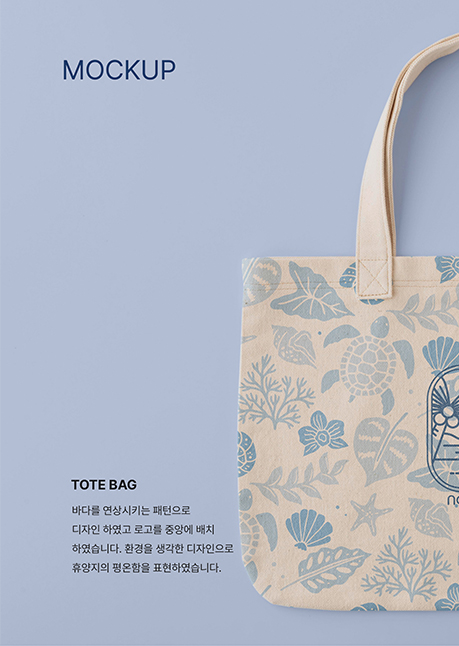 MOCKUP
TOTE BAG
바다를 연상시키는 패턴으로
디자인 하였고 로고를 중앙에 배치
하였습니다. 환경을 생각한 디자인으로
휴양지의 평온함을 표현하였습니다.